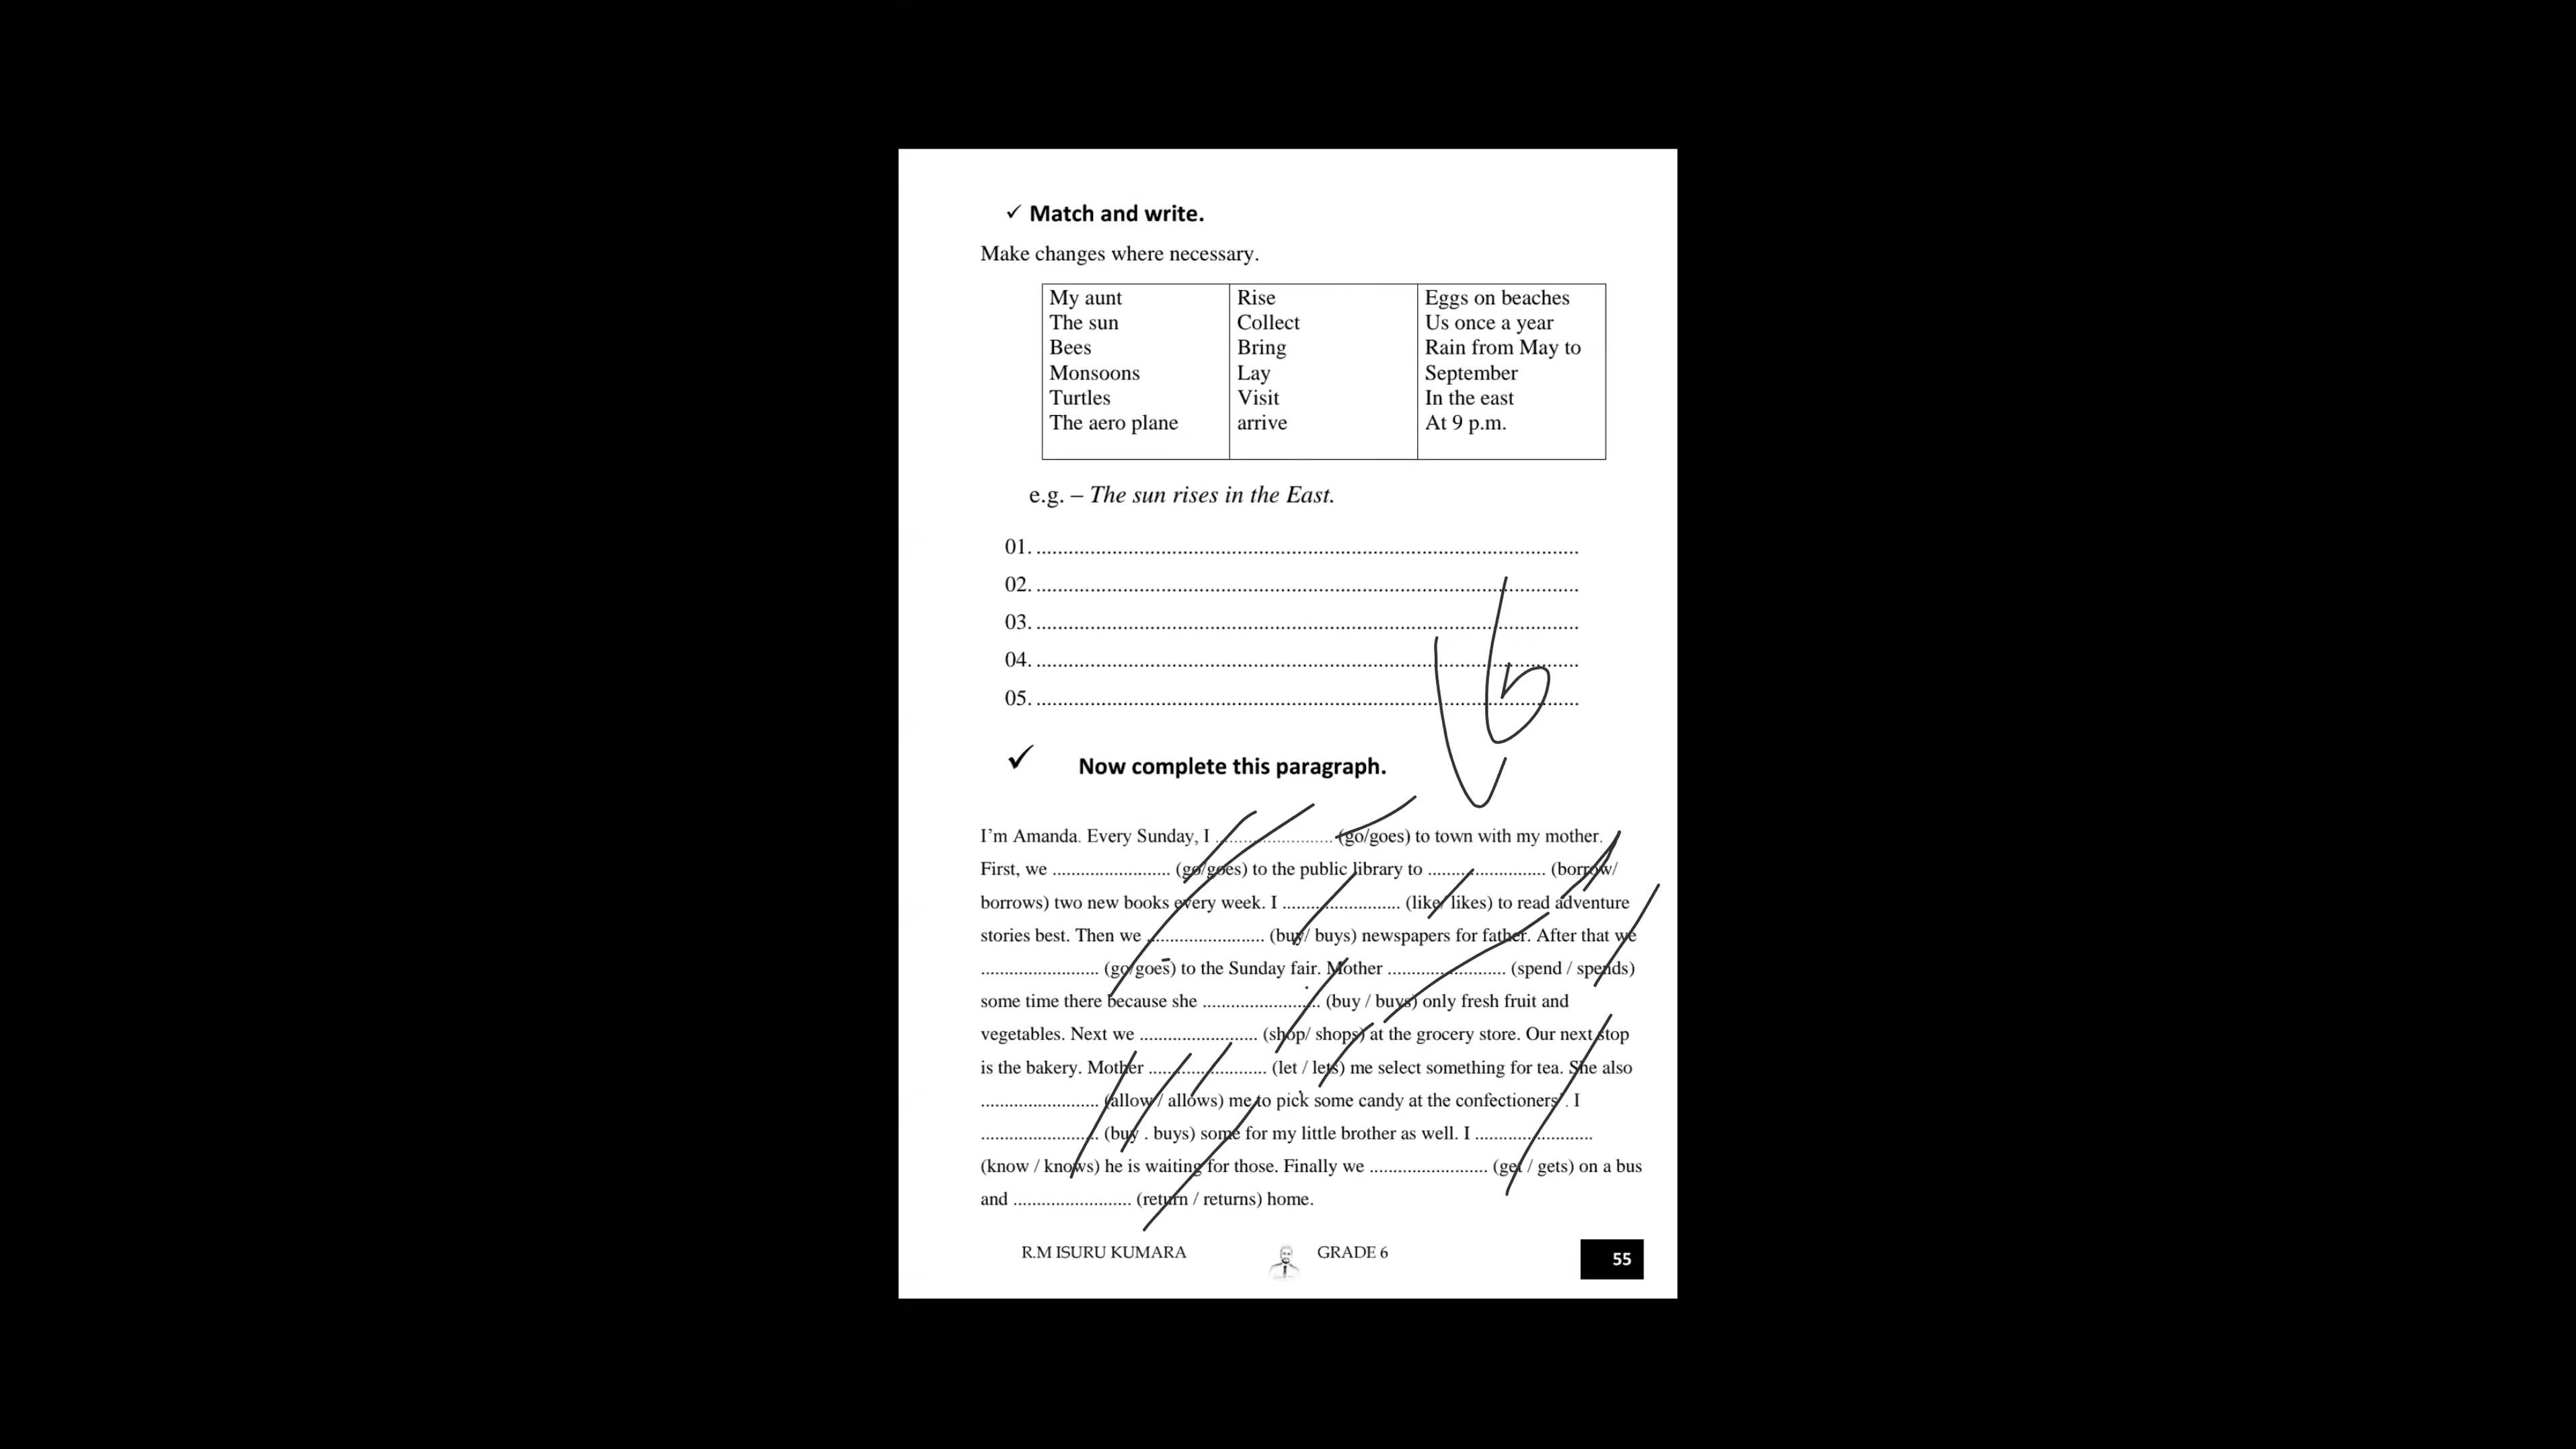 ✓ Match and write.
Make changes where necessary.
My aunt Rise Eggs on beaches
The sun Collect Us once a year
Bees Bring Rain from May to
Monsoons Lay September
Turtles Visit In the east
The aero plane arrive At 9 p.m.
e.g. – The sun rises in the East.
01. ........................................
02. ........................................
03. ........................................
04. ........................................
05. ........................................
✓ Now complete this paragraph.
I’m Amanda. Every Sunday, I ......................... (go/goes) to town with my mother.
First, we ......................... (go/goes) to the public library to ......................... (borrow/
borrows) two new books every week. I ......................... (like/ likes) to read adventure
stories best. Then we ......................... (buy/ buys) newspapers for father. After that we
......................... (go/goes) to the Sunday fair. Mother ......................... (spend / spends)
some time there because she ......................... (buy / buys) only fresh fruit and
vegetables. Next we ......................... (shop/ shops) at the grocery store. Our next stop
is the bakery. Mother ......................... (let / lets) me select something for tea. She also
......................... (allow / allows) me to pick some candy at the confectioners’. I
......................... (buy . buys) some for my little brother as well. I .........................
(know / knows) he is waiting for those. Finally we ......................... (get / gets) on a bus
and ......................... (return / returns) home.
R.M ISURU KUMARA GRADE 6 55